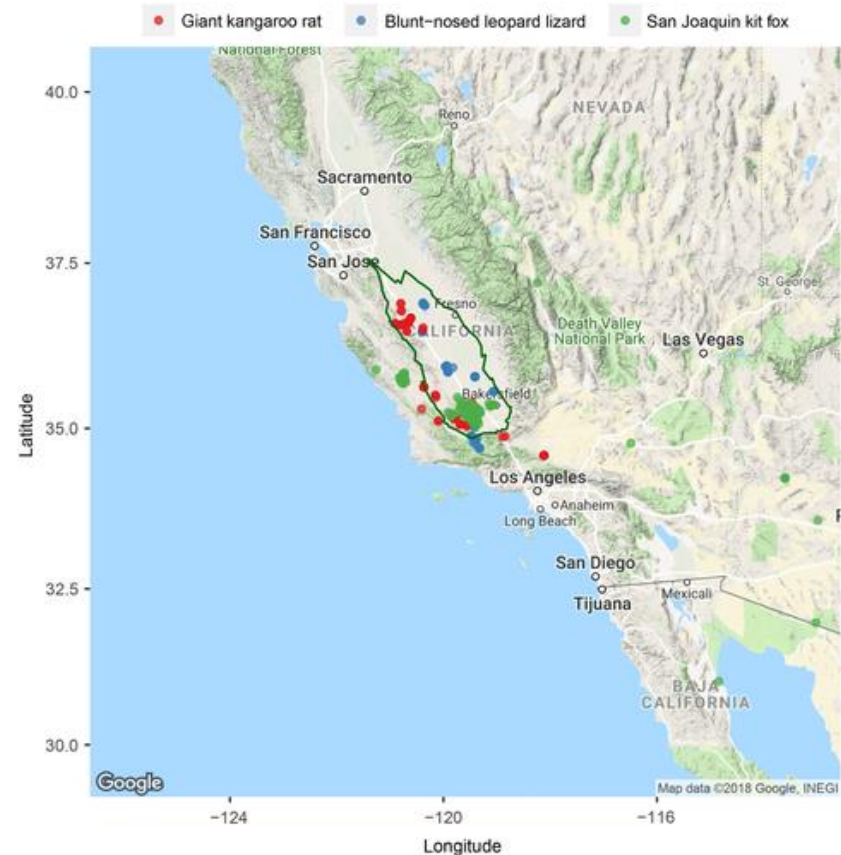 Giant kangaroo rat Blunt−nosed leopard lizard San Joaquin kit fox
National Forest
40.0
NEVADA
Reno
Sacramento
San Francisco
37.5
San Jose
St. George
Fresno
CALIFORNIA
Death Valley
National Park
Las Vegas
Bakersfield
35.0
Latitude
Los Angeles
Anaheim
Long Beach
San Diego
32.5
Mexicali
Tijuana
BAJA
CALIFORNIA
30.0
Google
Map data ©2018 Google, INEGI
−124 −120 −116
Longitude